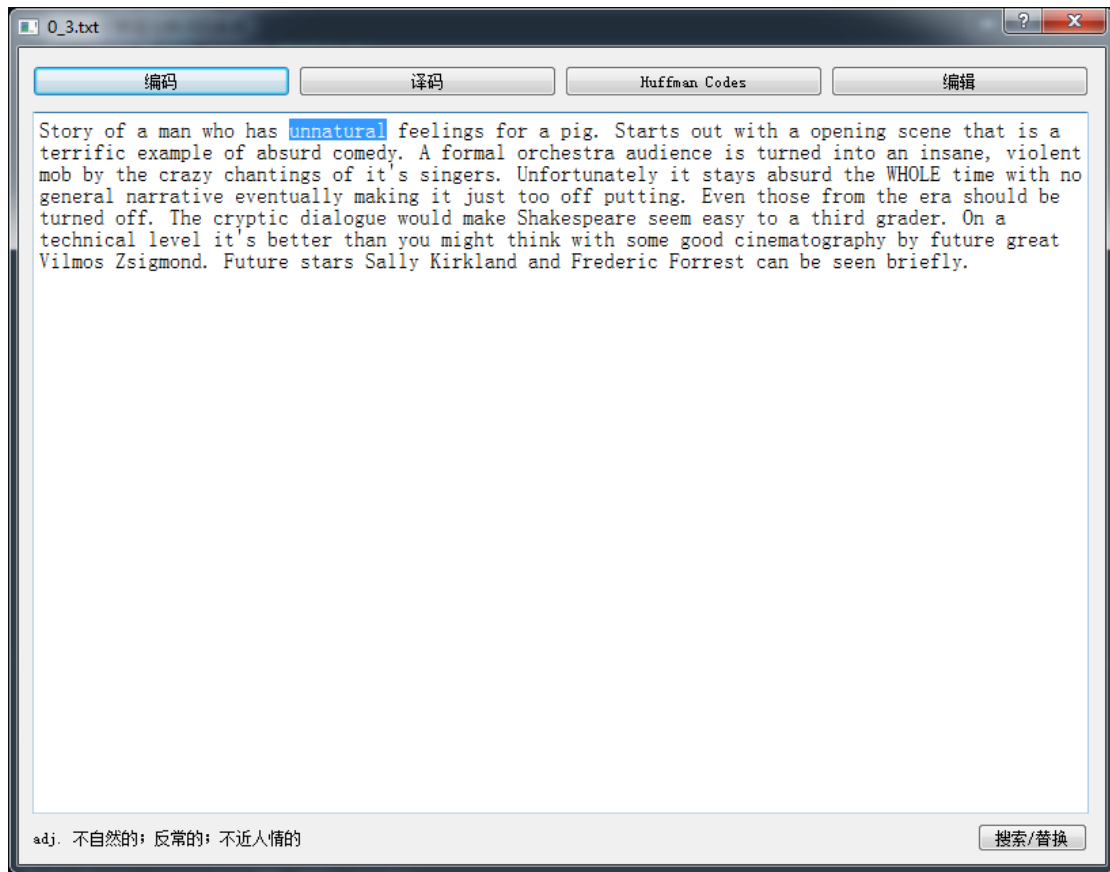 0_3.txt
编码 译码 Huffman Codes 编辑
Story of a man who has unnatural feelings for a pig. Starts out with a opening scene that is a
terrific example of absurd comedy. A formal orchestra audience is turned into an insane, violent
mob by the crazy chantings of it's singers. Unfortunately it stays absurd the WHOLE time with no
general narrative eventually making it just too off putting. Even those from the era should be
turned off. The cryptic dialogue would make Shakespeare seem easy to a third grader. On a
technical level it's better than you might think with some good cinematography by future great
Vilmos Zsigmond. Future stars Sally Kirkland and Frederic Forrest can be seen briefly.
adj. 不自然的；反常的；不近人情的 搜索/替换